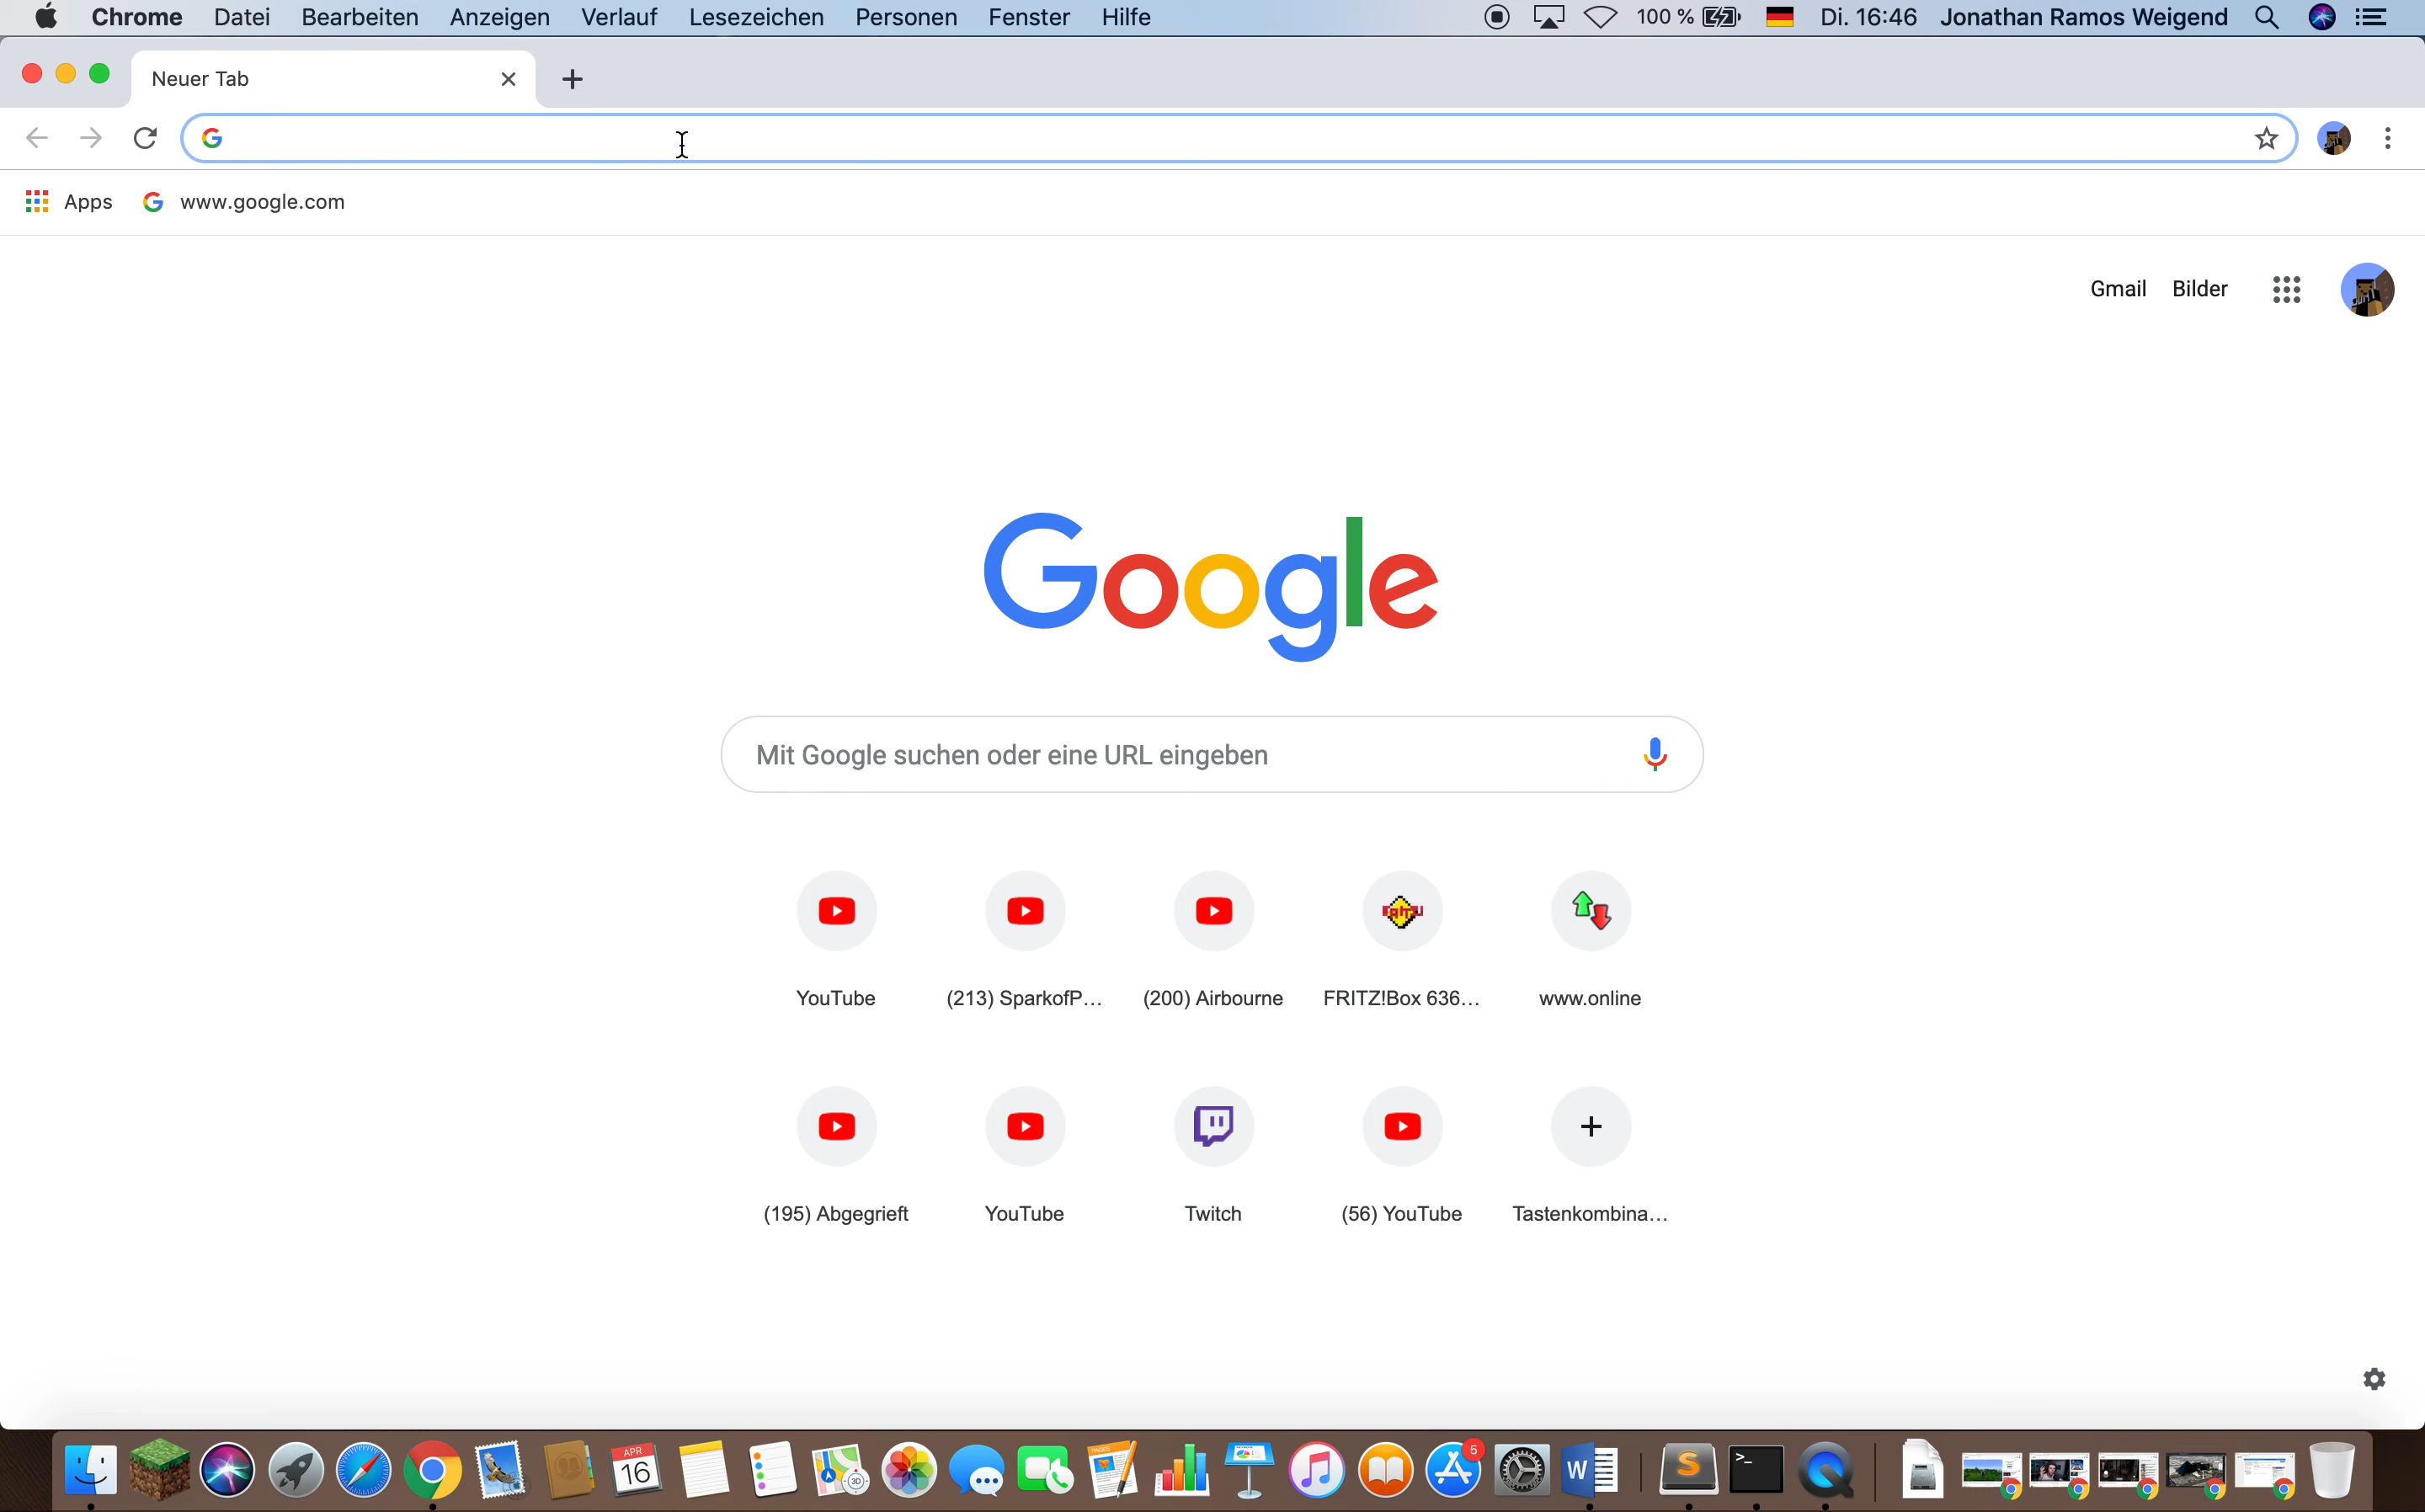 Chrome Datei Bearbeiten Anzeigen Verlauf Lesezeichen Personen Fenster Hilfe 100 % Di. 16:46 Jonathan Ramos Weigend
Neuer Tab
Apps www.google.com
Gmail Bilder
Google
Mit Google suchen oder eine URL eingeben
YouTube (213) SparkofP... (200) Airbourne FRITZ!Box 636... www.online
(195) Abgegrieft YouTube Twitch (56) YouTube Tastenkombina...
APR
16
3D
PAGES
5
W
S
>_